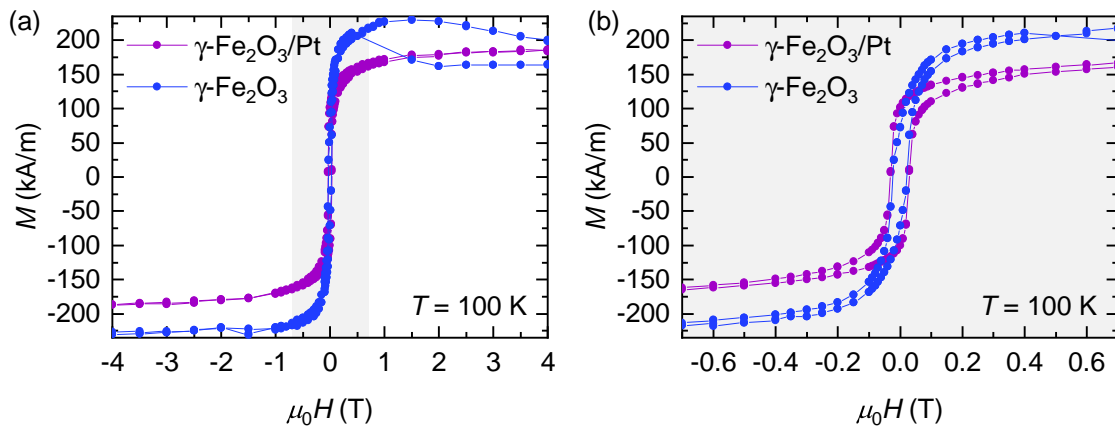 (a)
γ-Fe₂O₃/Pt
γ-Fe₂O₃
T = 100 K
M (kA/m)
200
150
100
50
0
-50
-100
-150
-200
-4 -3 -2 -1 0 1 2 3 4
μ₀H (T)
(b)
γ-Fe₂O₃/Pt
γ-Fe₂O₃
T = 100 K
M (kA/m)
200
150
100
50
0
-50
-100
-150
-200
-0.6 -0.4 -0.2 0.0 0.2 0.4 0.6
μ₀H (T)